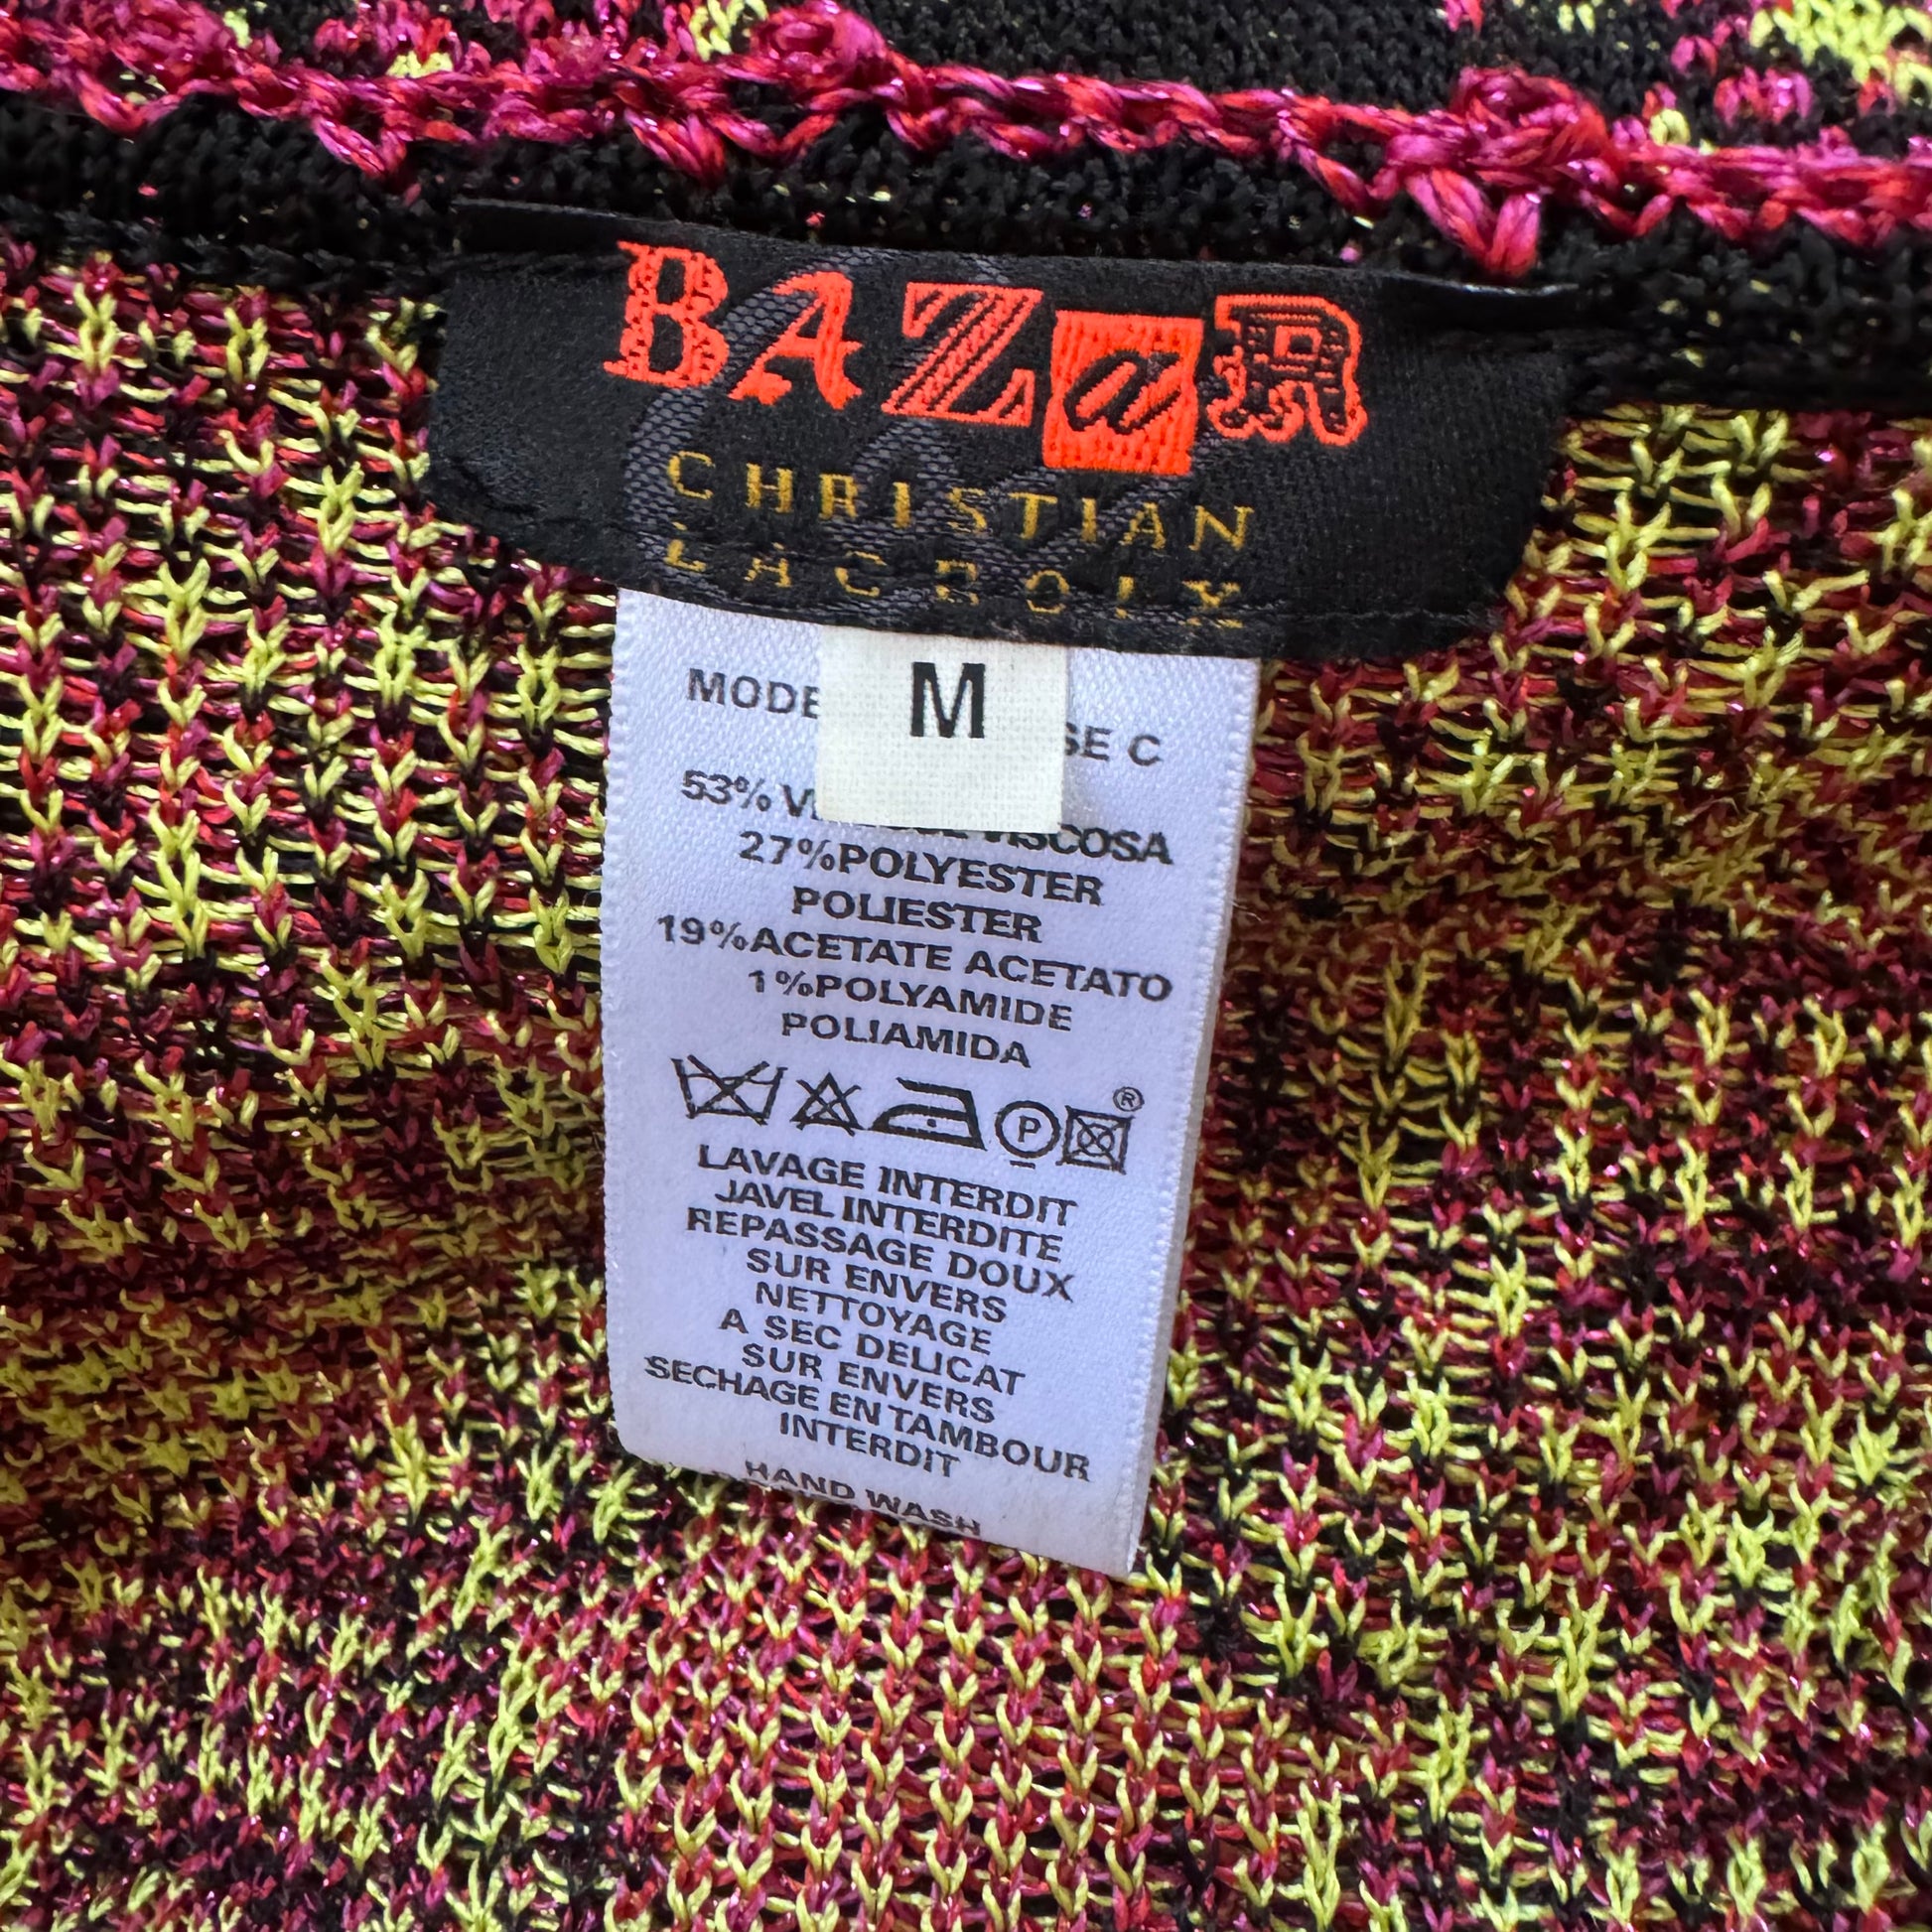 BAZaR
CHRISTIAN
LACROIX
M
SE C
53%
VISCOSA
27%POLYESTER
POLIESTER
19%ACETATE ACETATO
1%POLYAMIDE
POLIAMIDA
P ®
LAVAGE INTERDIT
JAVEL INTERDITE
REPASSAGE DOUX
SUR ENVERS
NETTOYAGE
A SEC DELICAT
SUR ENVERS
SECHAGE EN TAMBOUR
INTERDIT
HAND WASH